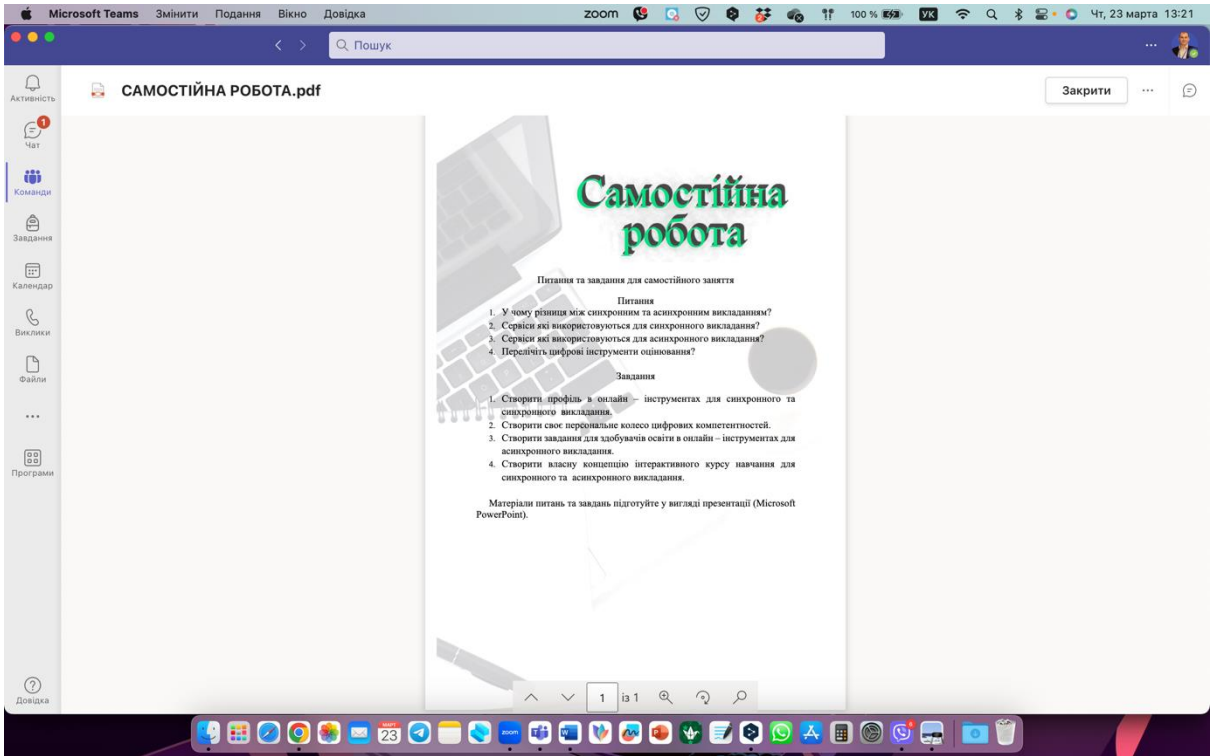 Microsoft Teams Змінити Подання Вікно Довідка zoom 100 % УК Чт, 23 марта 13:21
Пошук
Активність
САМОСТІЙНА РОБОТА.pdf
Закрити
1
Чат
Команди
Завдання
Календар
Виклики
Файли
Програми
Довідка
Самостійна
робота
Питання та завдання для самостійного заняття
Питання
1. У чому різниця між синхронним та асинхронним викладанням?
2. Сервіси які використовуються для синхронного викладання?
3. Сервіси які використовуються для асинхронного викладання?
4. Перелічіть цифрові інструменти оцінювання?
Завдання
1. Створити профіль в онлайн – інструментах для синхронного та
синхронного викладання.
2. Створити своє персональне колесо цифрових компетентностей.
3. Створити завдання для здобувачів освіти в онлайн – інструментах для
асинхронного викладання.
4. Створити власну концепцію інтерактивного курсу навчання для
синхронного та асинхронного викладання.
Матеріали питань та завдань підготуйте у вигляді презентації (Microsoft
PowerPoint).
1 із 1
МАРТ
23
zoom